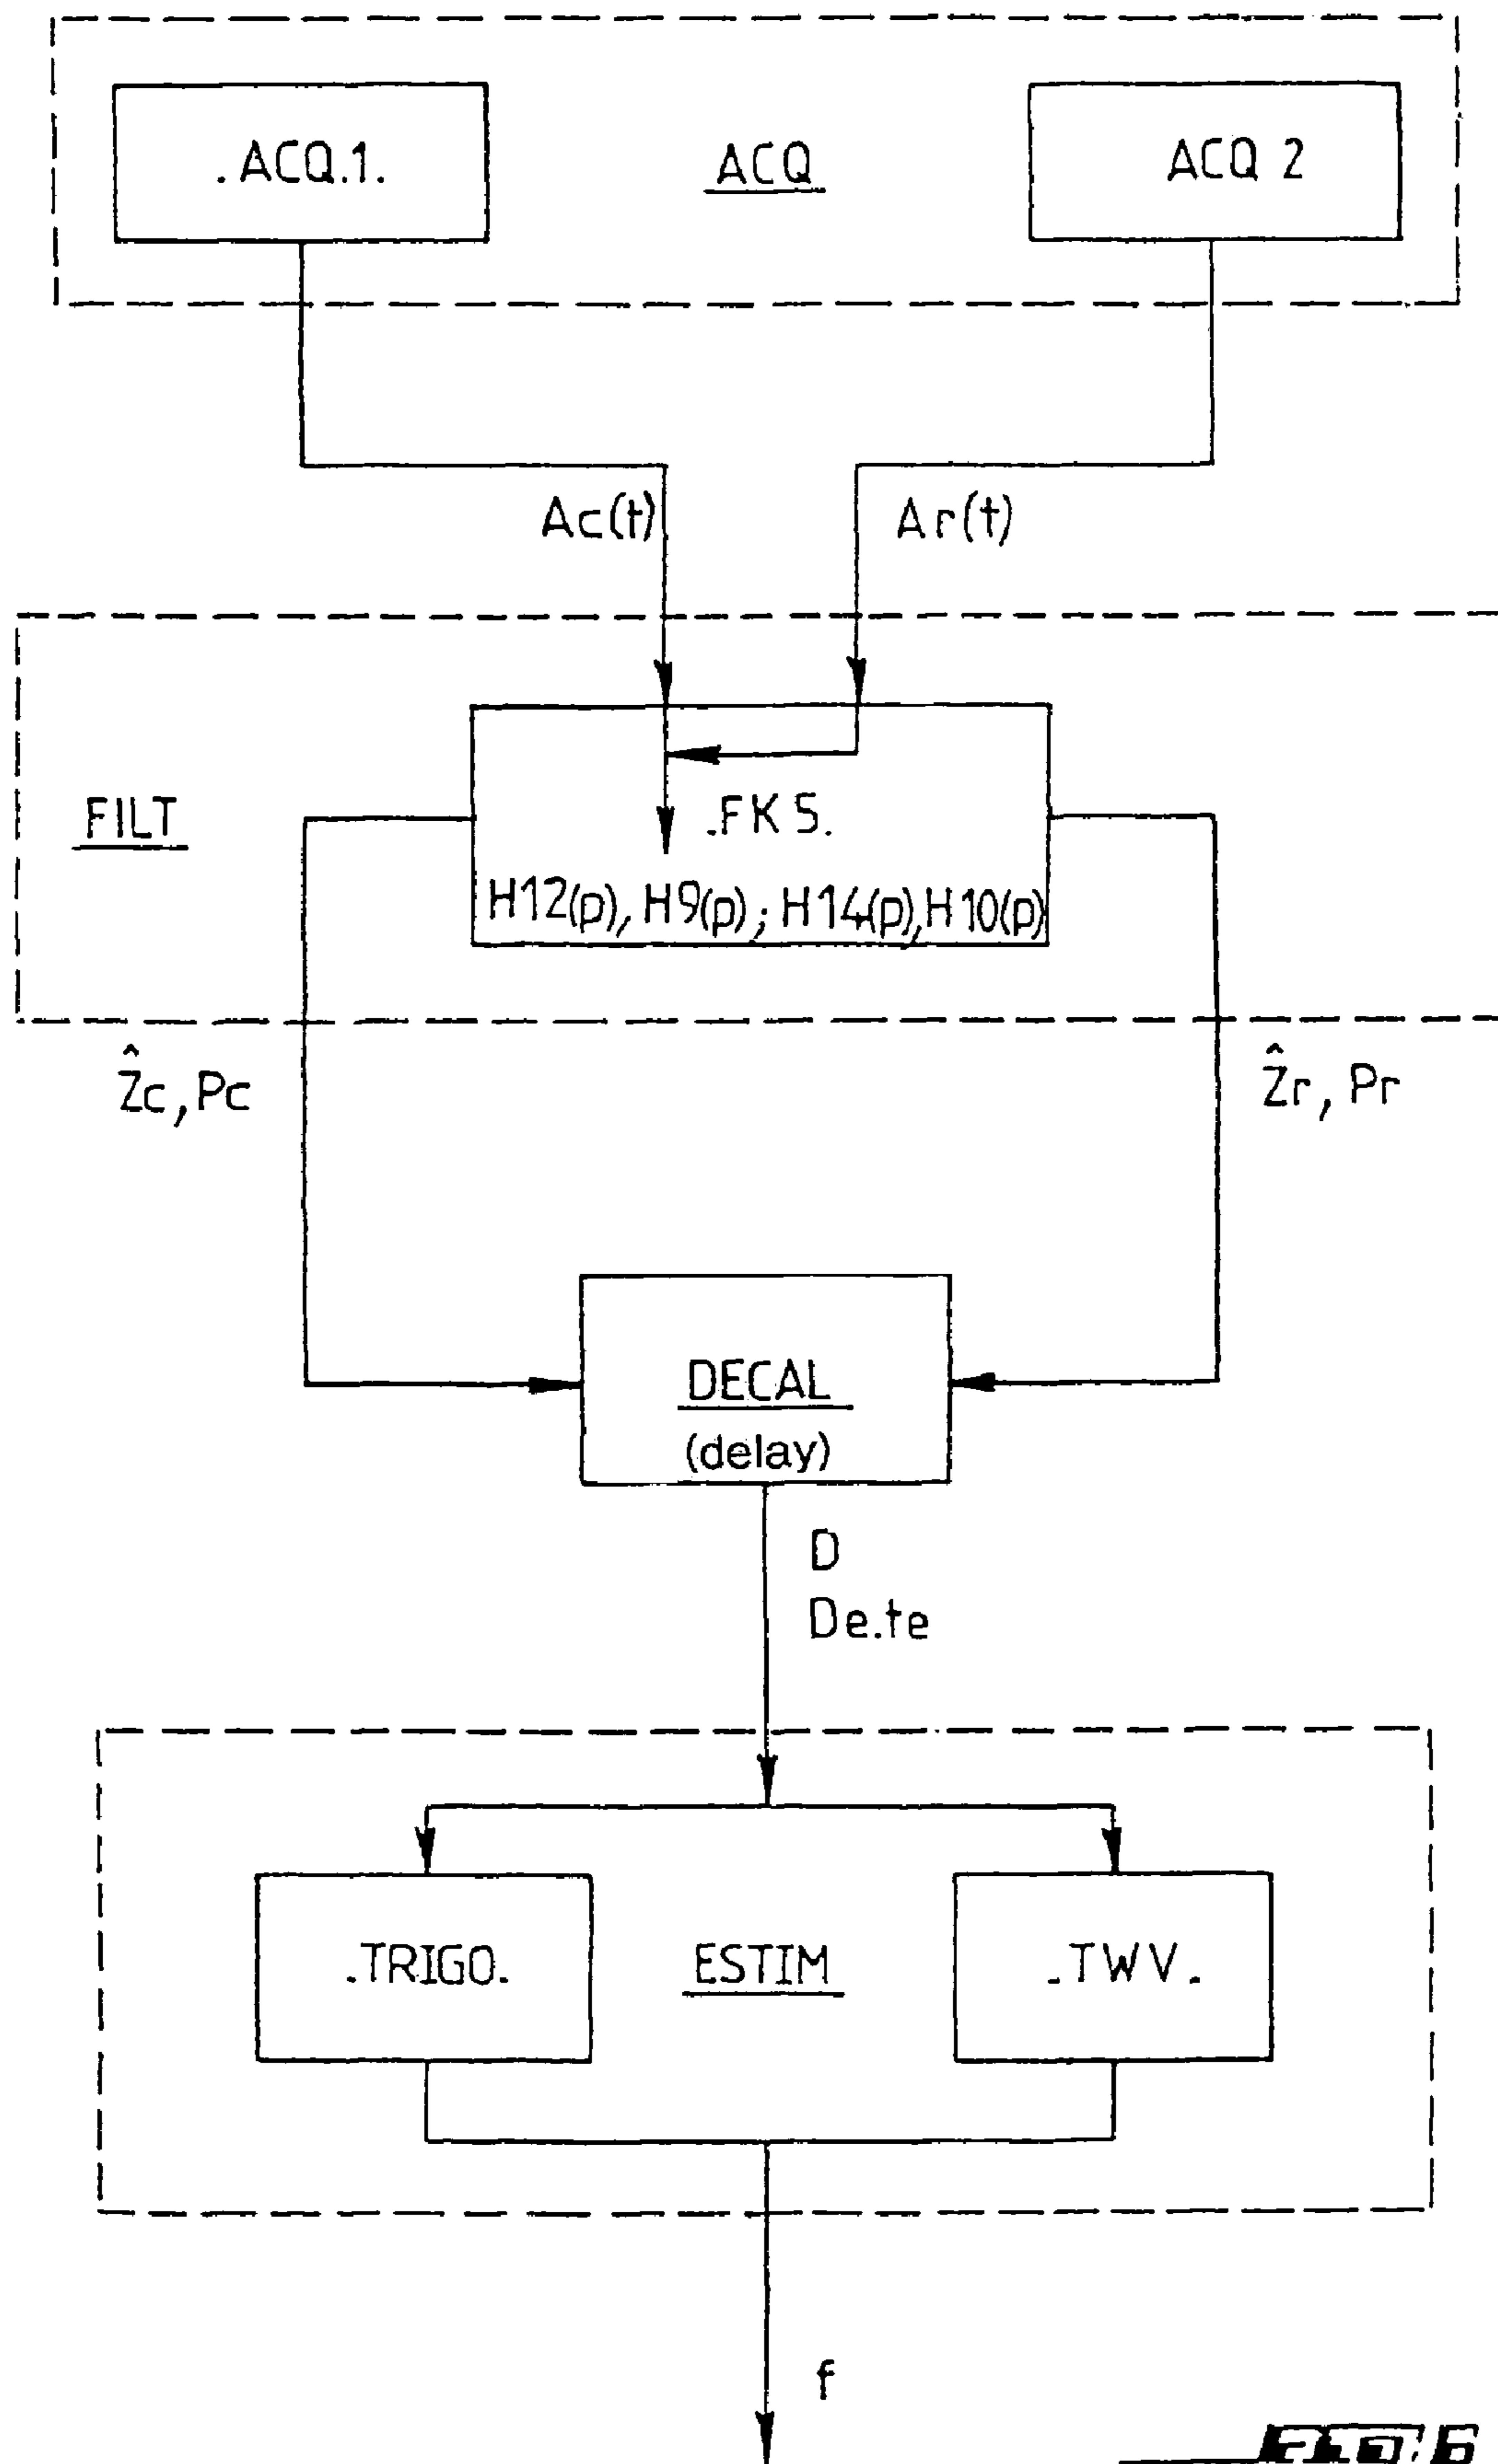 .ACQ.1.
ACQ
ACQ 2
Ac(t)
Ar(t)
FILT
.FK5.
H12(p), H9(p); H14(p), H10(p)
Ẑc, Pc
Ẑr, Pr
DECAL
(delay)
D
De.te
.TRIGO.
ESTIM
.TWV.
f
FIG.6